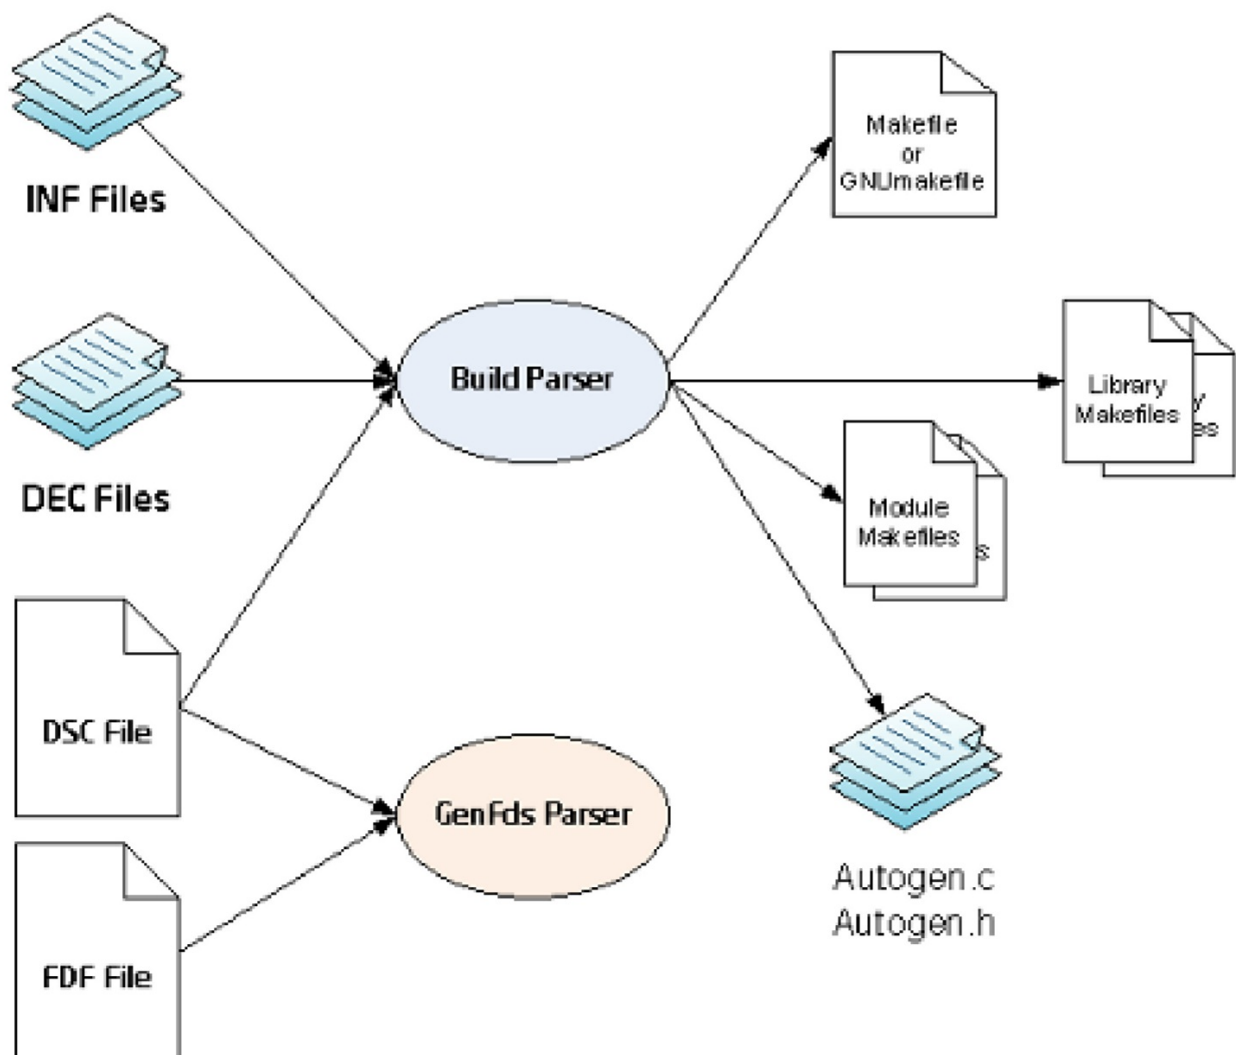 INF Files
Makefile
or
GNUmakefile
Build Parser
Library
Makefiles
y
es
DEC Files
Module
Makefiles
s
DSC File
GenFds Parser
Autogen.c
Autogen.h
FDF File